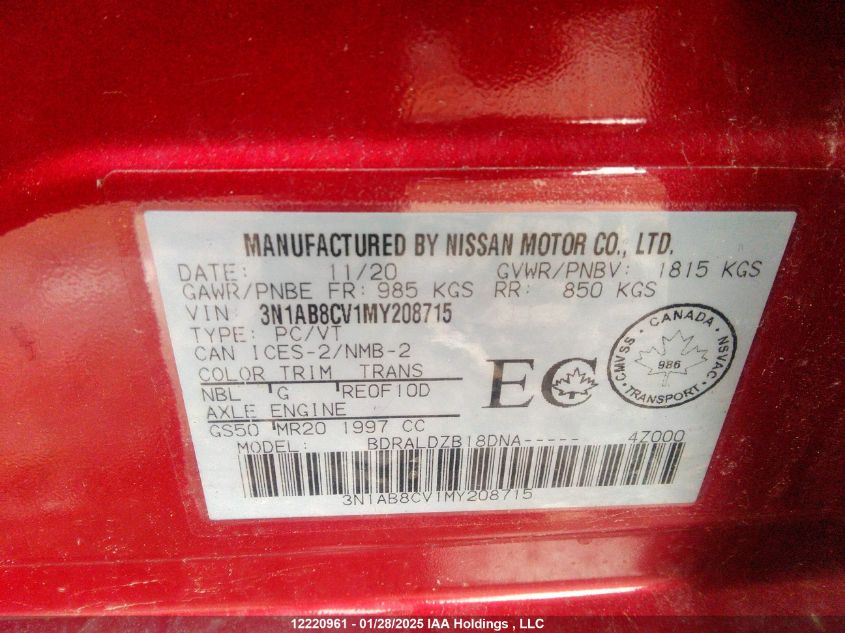 MANUFACTURED BY NISSAN MOTOR CO., LTD.
DATE: 11/20 GVWR/PNBV: 1815 KGS
GAWR/PNBE FR: 985 KGS RR: 850 KGS
VIN: 3N1AB8CV1MY208715
TYPE: PC/VT
CAN ICES-2/NMB-2
COLOR TRIM TRANS
NBL G RE0F10D
AXLE ENGINE
GS50 MR20 1997 CC
MODEL: BDRALDZB18DNA----- 4Z000
3N1AB8CV1MY208715
EC
CANADA
CMVSS
986
NSVAC
TRANSPORT
12220961 - 01/28/2025 IAA Holdings , LLC